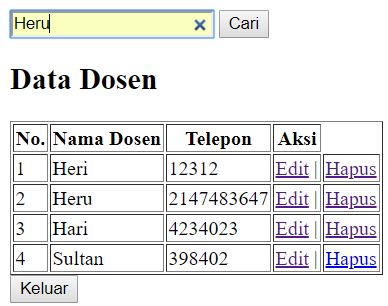 Heru Cari
Data Dosen
No. Nama Dosen Telepon Aksi
1 Heri 12312 Edit | Hapus
2 Heru 2147483647 Edit | Hapus
3 Hari 4234023 Edit | Hapus
4 Sultan 398402 Edit | Hapus
Keluar